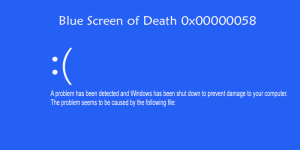 Blue Screen of Death 0x00000058
:(
A problem has been detected and Windows has been shut down to prevent damage to your computer.
The problem seems to be caused by the following file: